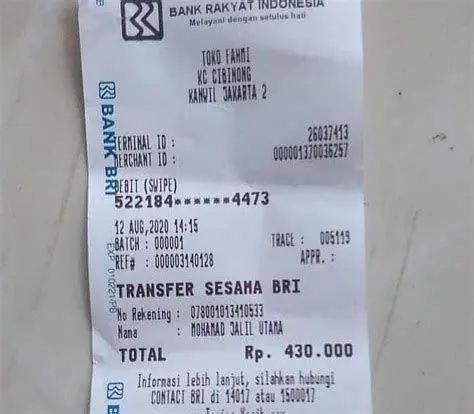 BANK RAKYAT INDONESIA
Melayani dengan setulus hati
TOKO FAHMI
KC CIBINONG
KANWIL JAKARTA 2
BANK BRI
TERMINAL ID : 26037413
MERCHANT ID : 000001370036257
DEBIT (SWIPE)
522184******4473
12 AUG,2020 14:15
BATCH : 000001 TRACE : 005113
REF# : 000003140128 APPR. :
TRANSFER SESAMA BRI
No Rekening : 078001013410533
Nama : MOHAMAD JALIL UTAMA
TOTAL Rp. 430.000
Informasi lebih lanjut, silahkan hubungi
CONTACT BRI di 14017 atau 1500017